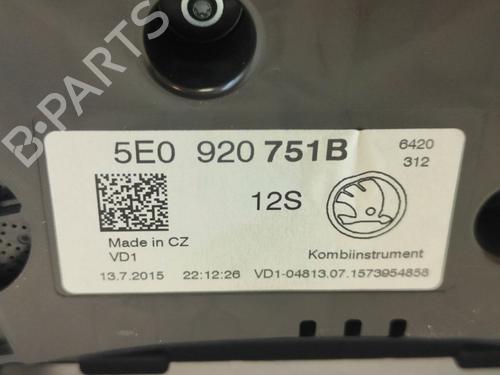 5E0 920 751B
6420
312
12S
Made in CZ
VD1
Kombiinstrument
13.7.2015 22:12:26 VD1-04813.07.1573954858
B-PARTS